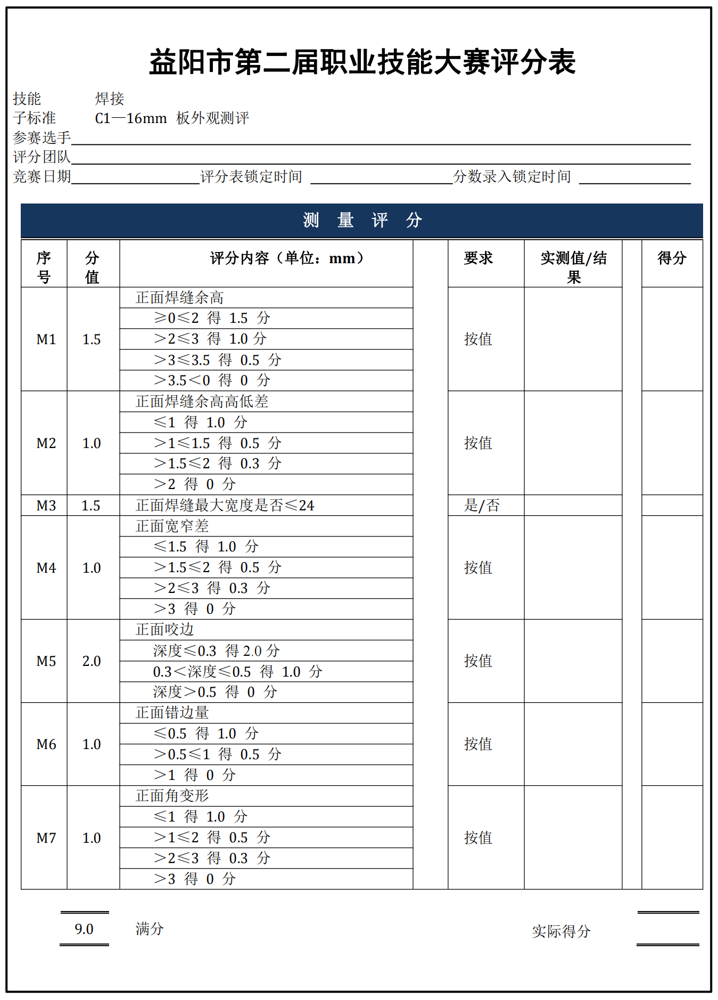 益阳市第二届职业技能大赛评分表
技能 焊接
子标准 C1—16mm 板外观测评
参赛选手
评分团队
竞赛日期 评分表锁定时间 分数录入锁定时间
测 量 评 分
序号 分值 评分内容（单位：mm） 要求 实测值/结果 得分
M1 1.5 正面焊缝余高 按值
≥0≤2 得 1.5 分
＞2≤3 得 1.0 分
＞3≤3.5 得 0.5 分
＞3.5＜0 得 0 分
M2 1.0 正面焊缝余高高低差 按值
≤1 得 1.0 分
＞1≤1.5 得 0.5 分
＞1.5≤2 得 0.3 分
＞2 得 0 分
M3 1.5 正面焊缝最大宽度是否≤24 是/否
M4 1.0 正面宽窄差 按值
≤1.5 得 1.0 分
＞1.5≤2 得 0.5 分
＞2≤3 得 0.3 分
＞3 得 0 分
M5 2.0 正面咬边 按值
深度≤0.3 得 2.0 分
0.3＜深度≤0.5 得 1.0 分
深度＞0.5 得 0 分
M6 1.0 正面错边量 按值
≤0.5 得 1.0 分
＞0.5≤1 得 0.5 分
＞1 得 0 分
M7 1.0 正面角变形 按值
≤1 得 1.0 分
＞1≤2 得 0.5 分
＞2≤3 得 0.3 分
＞3 得 0 分
9.0 满分 实际得分